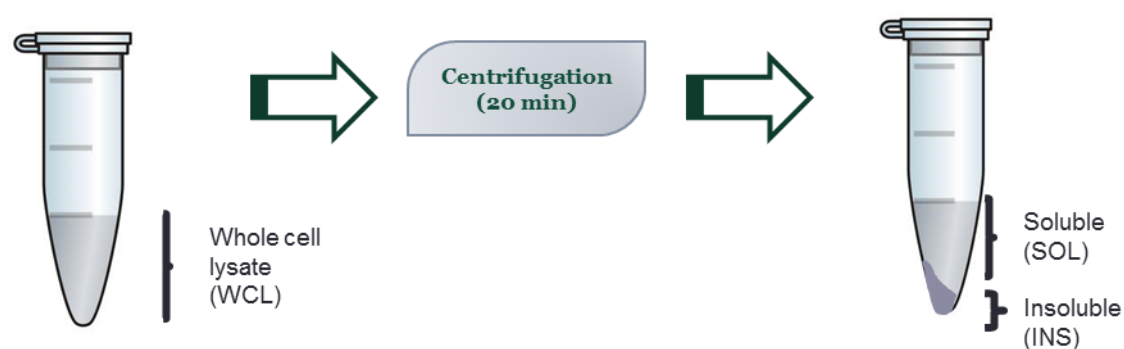 Centrifugation
(20 min)
Whole cell
lysate
(WCL)
Soluble
(SOL)
Insoluble
(INS)